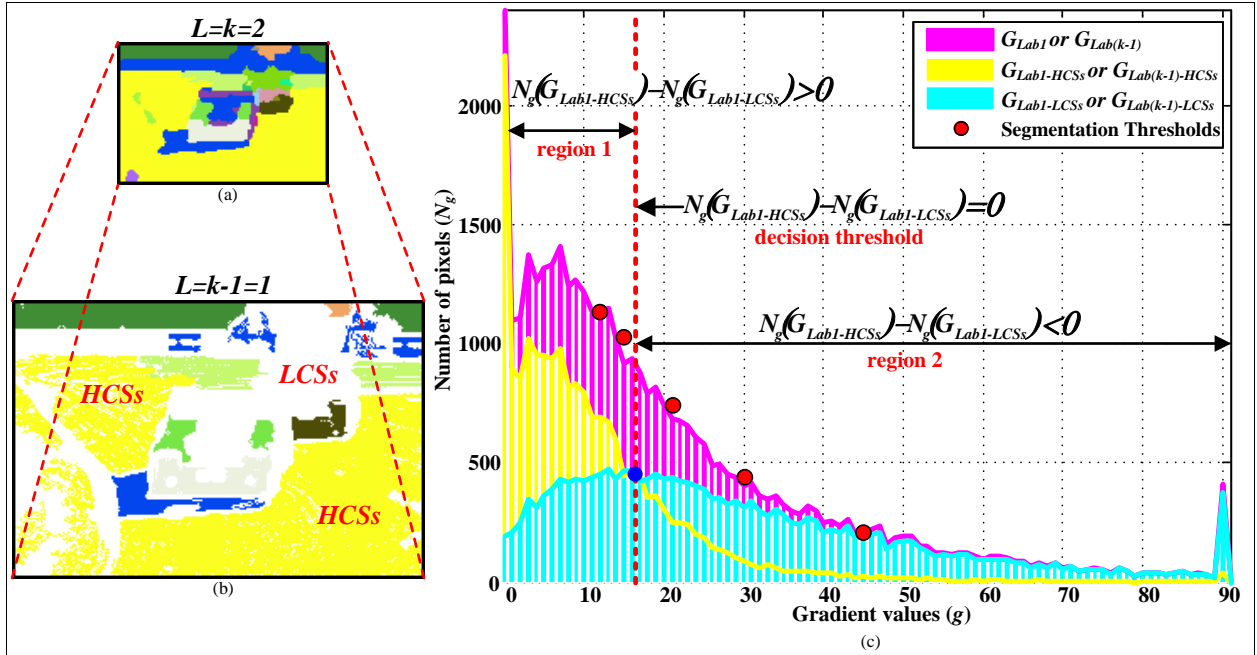 L=k=2
(a)
L=k-1=1
HCSs
LCSs
HCSs
(b)
G_Lab1 or G_Lab(k-1)
G_Lab1-HCSs or G_Lab(k-1)-HCSs
G_Lab1-LCSs or G_Lab(k-1)-LCSs
Segmentation Thresholds
N_g(G_Lab1-HCSs)–N_g(G_Lab1-LCSs)>0
region 1
N_g(G_Lab1-HCSs)–N_g(G_Lab1-LCSs)=0
decision threshold
N_g(G_Lab1-HCSs)–N_g(G_Lab1-LCSs)<0
region 2
Number of pixels (N_g)
2000
1500
1000
500
0
0 10 20 30 40 50 60 70 80 90
Gradient values (g)
(c)